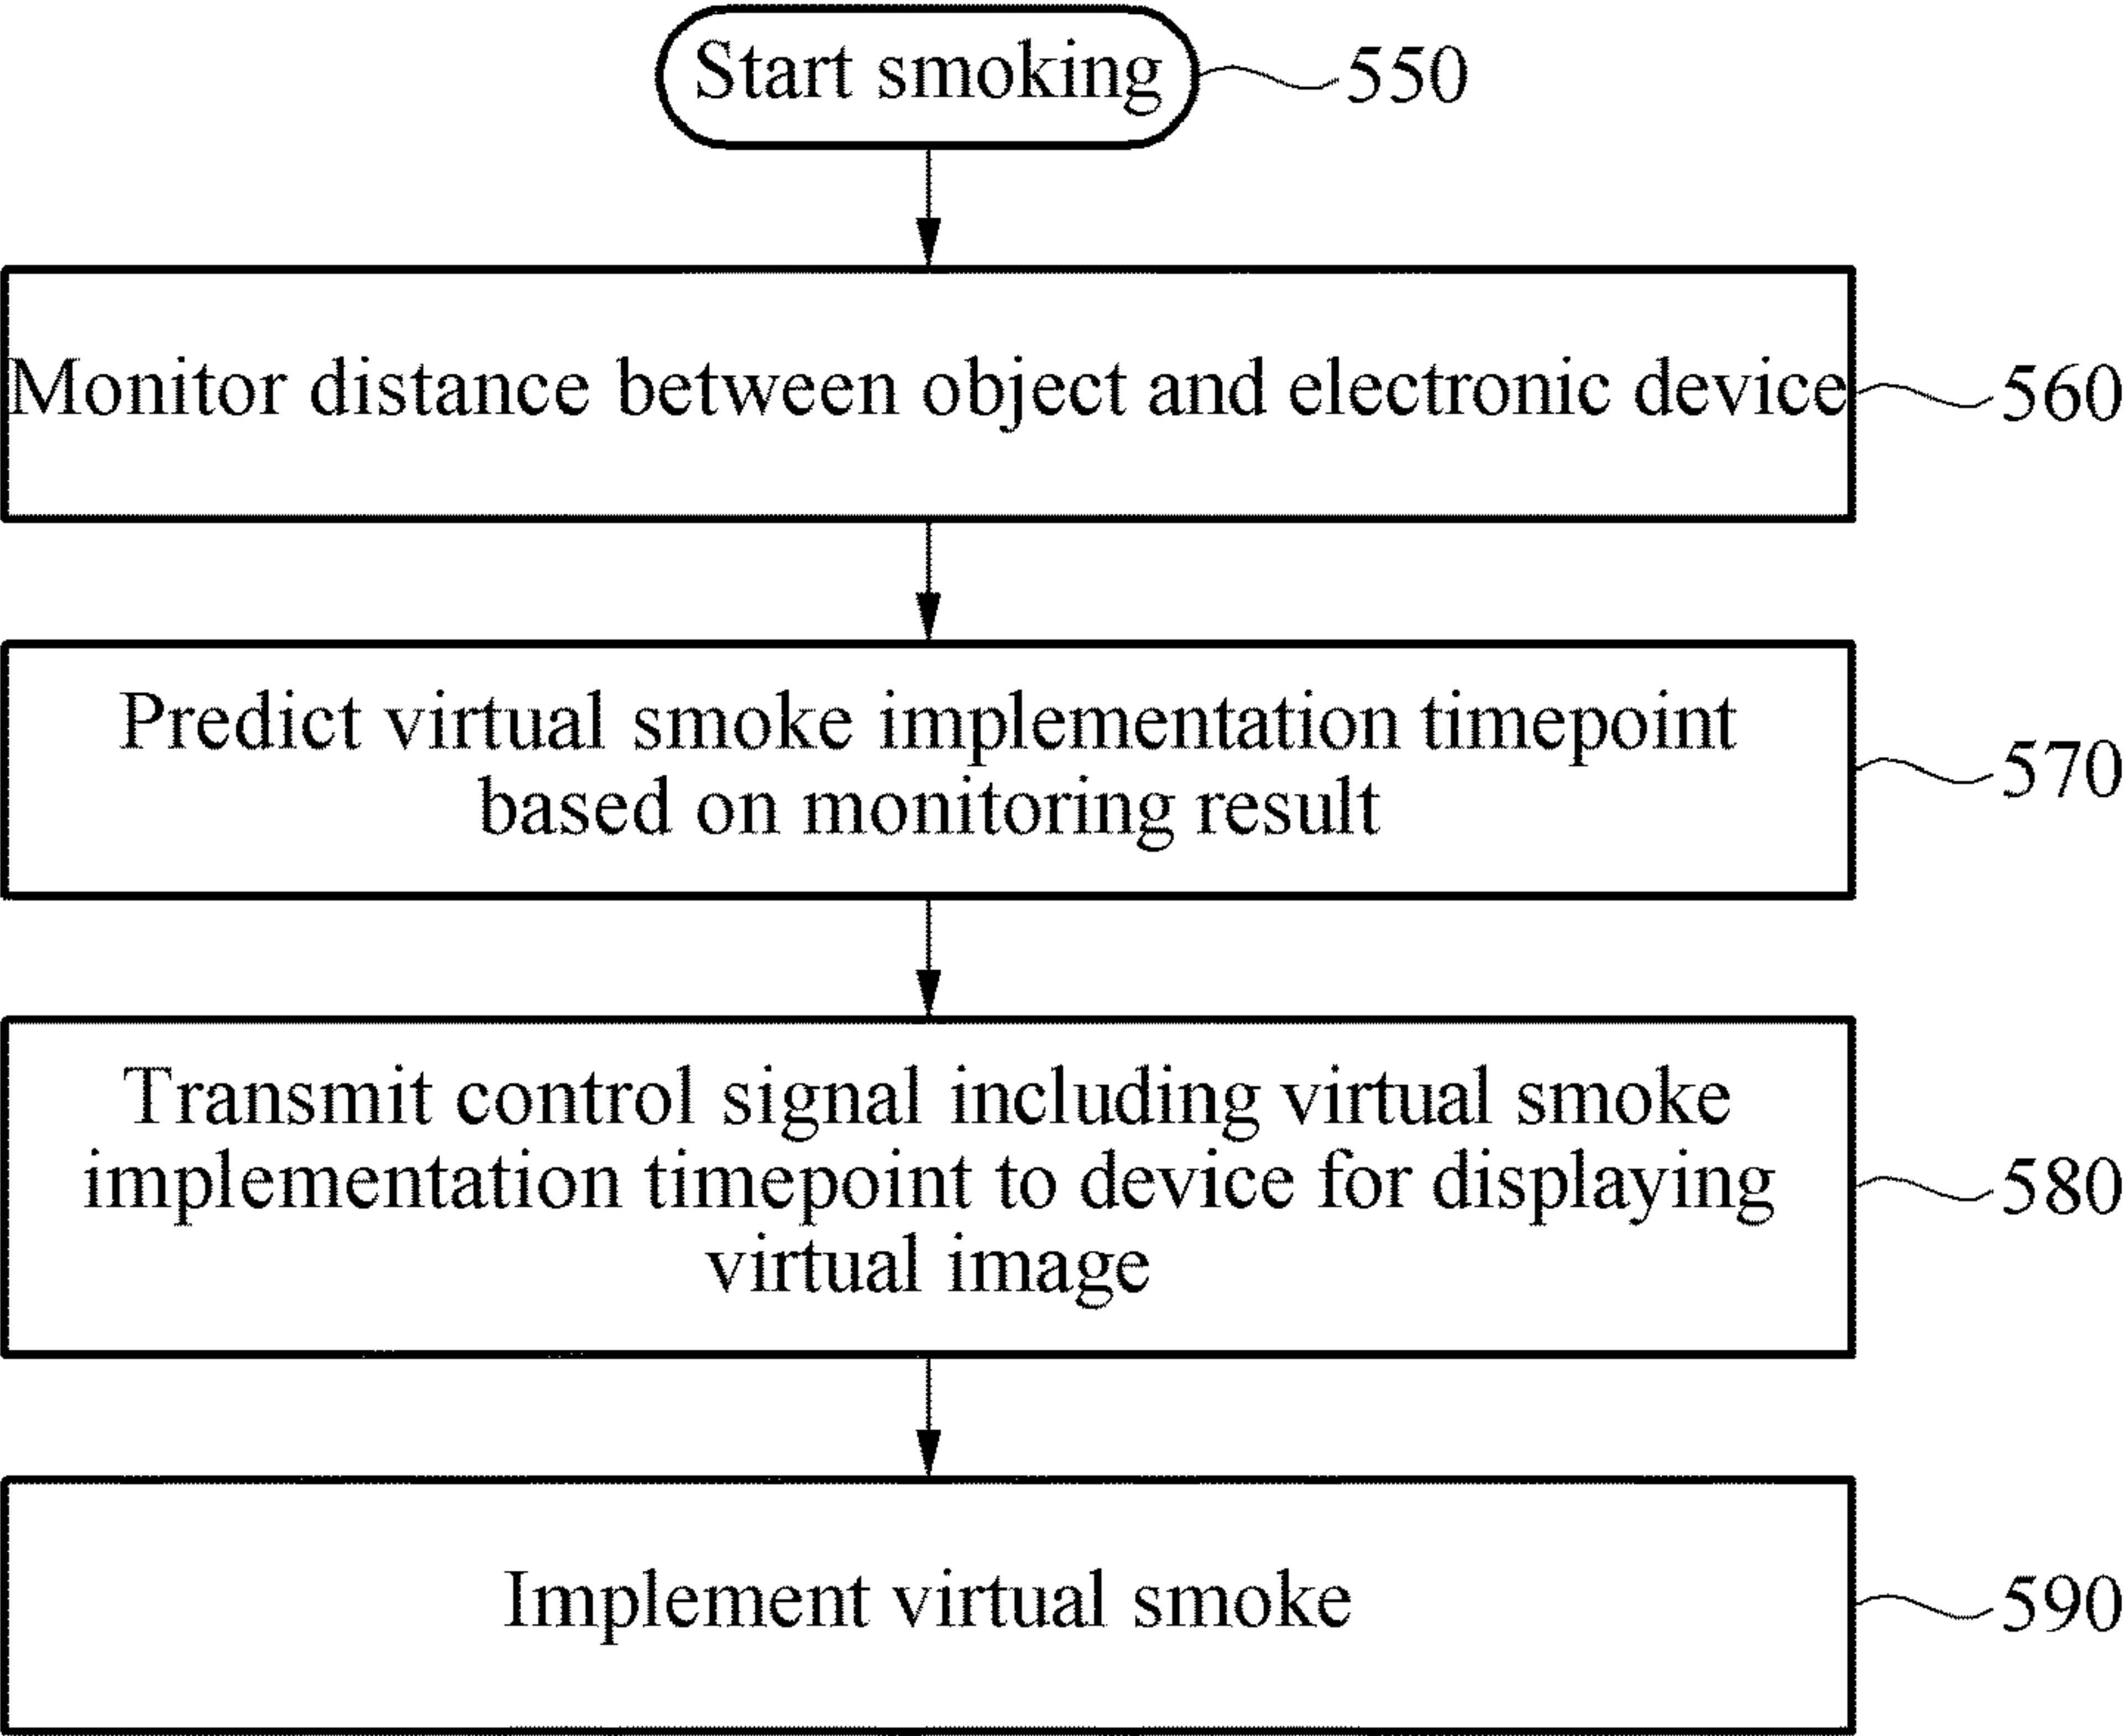 Start smoking 550
Monitor distance between object and electronic device 560
Predict virtual smoke implementation timepoint
based on monitoring result
570
Transmit control signal including virtual smoke
implementation timepoint to device for displaying
virtual image
580
Implement virtual smoke 590